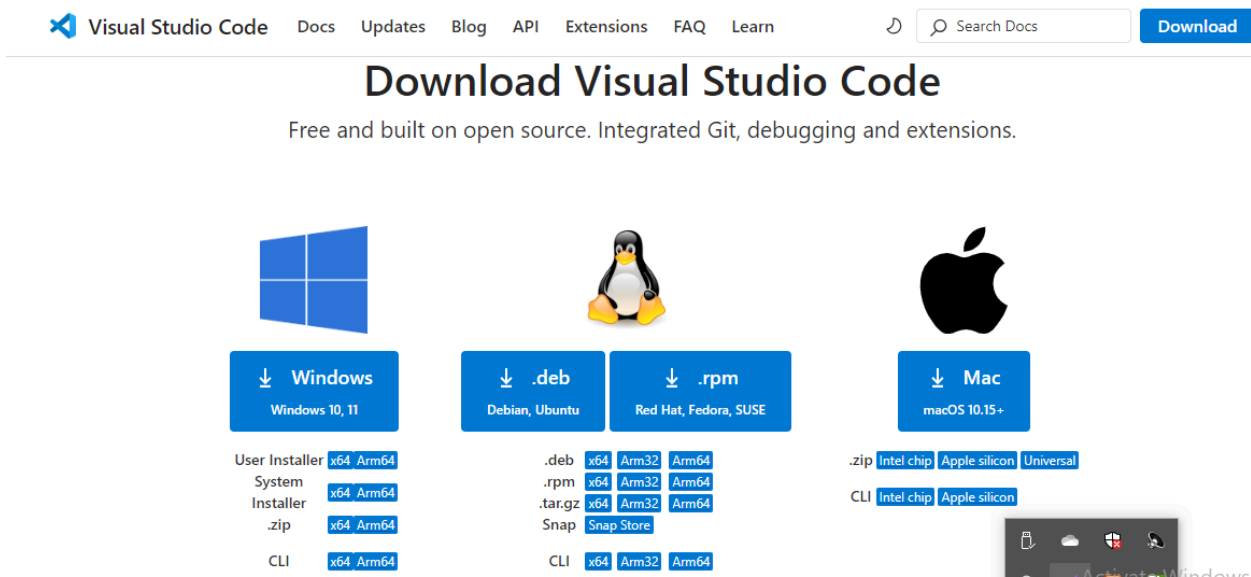 Visual Studio Code Docs Updates Blog API Extensions FAQ Learn Search Docs Download
Download Visual Studio Code
Free and built on open source. Integrated Git, debugging and extensions.
Windows
Windows 10, 11
.deb
Debian, Ubuntu
.rpm
Red Hat, Fedora, SUSE
Mac
macOS 10.15+
User Installer x64 Arm64
System
Installer x64 Arm64
.zip x64 Arm64
CLI x64 Arm64
.deb x64 Arm32 Arm64
.rpm x64 Arm32 Arm64
.tar.gz x64 Arm32 Arm64
Snap Snap Store
CLI x64 Arm32 Arm64
.zip Intel chip Apple silicon Universal
CLI Intel chip Apple silicon
Activate Windows